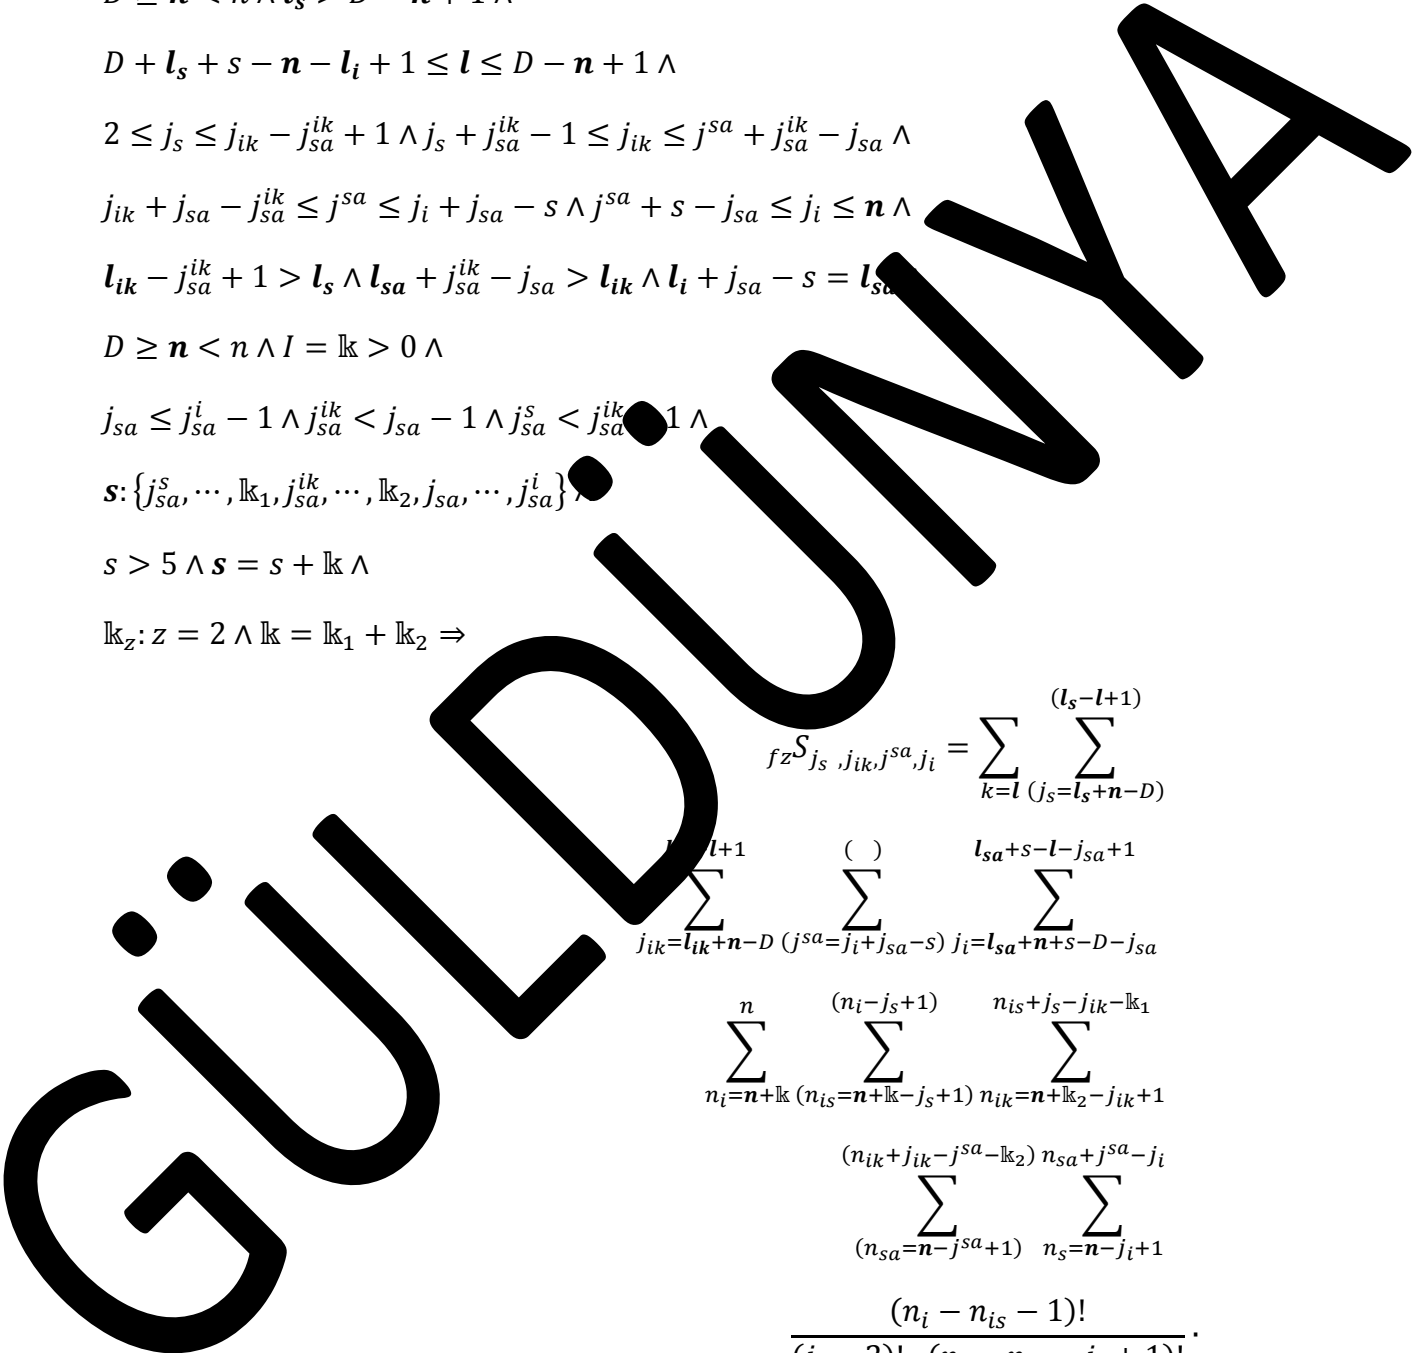 D + l_s + s − n − l_i + 1 ≤ l ≤ D − n + 1 ∧
2 ≤ j_s ≤ j_{ik} − j_{sa}^{ik} + 1 ∧ j_s + j_{sa}^{ik} − 1 ≤ j_{ik} ≤ j^{sa} + j_{sa}^{ik} − j_{sa} ∧
j_{ik} + j_{sa} − j_{sa}^{ik} ≤ j^{sa} ≤ j_i + j_{sa} − s ∧ j^{sa} + s − j_{sa} ≤ j_i ≤ n ∧
l_{ik} − j_{sa}^{ik} + 1 > l_s ∧ l_{sa} + j_{sa}^{ik} − j_{sa} > l_{ik} ∧ l_i + j_{sa} − s = l_{sa}
D ≥ n < n ∧ I = 𝕜 > 0 ∧
j_{sa} ≤ j_{sa}^{i} − 1 ∧ j_{sa}^{ik} < j_{sa} − 1 ∧ j_{sa}^{s} < j_{sa}^{ik} 1 ∧
s: {j_{sa}^{s}, ⋯ , 𝕜_1, j_{sa}^{ik}, ⋯ , 𝕜_2, j_{sa}, ⋯ , j_{sa}^{i}}
s > 5 ∧ s = s + 𝕜 ∧
𝕜_z: z = 2 ∧ 𝕜 = 𝕜_1 + 𝕜_2 ⇒
(l_s−l+1)
_{fz}S_{j_s ,j_{ik},j^{sa},j_i} = ∑ ∑
k=l (j_s=l_s+n−D)
l+1 ( ) l_{sa}+s−l−j_{sa}+1
∑ ∑ ∑
j_{ik}=l_{ik}+n−D (j^{sa}=j_i+j_{sa}−s) j_i=l_{sa}+n+s−D−j_{sa}
n (n_i−j_s+1) n_{is}+j_s−j_{ik}−𝕜_1
∑ ∑ ∑
n_i=n+𝕜 (n_{is}=n+𝕜−j_s+1) n_{ik}=n+𝕜_2−j_{ik}+1
(n_{ik}+j_{ik}−j^{sa}−𝕜_2) n_{sa}+j^{sa}−j_i
∑ ∑
(n_{sa}=n−j^{sa}+1) n_s=n−j_i+1
(n_i − n_{is} − 1)!
GÜLDÜNYA